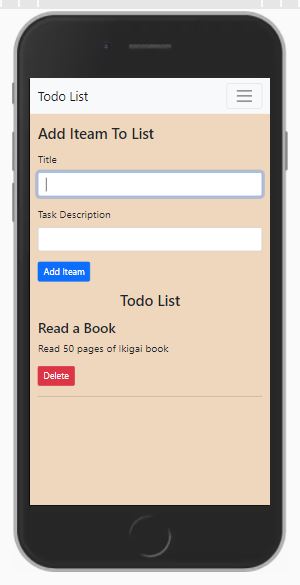 Todo List
Add Iteam To List
Title
Task Description
Add Iteam
Todo List
Read a Book
Read 50 pages of Ikigai book
Delete